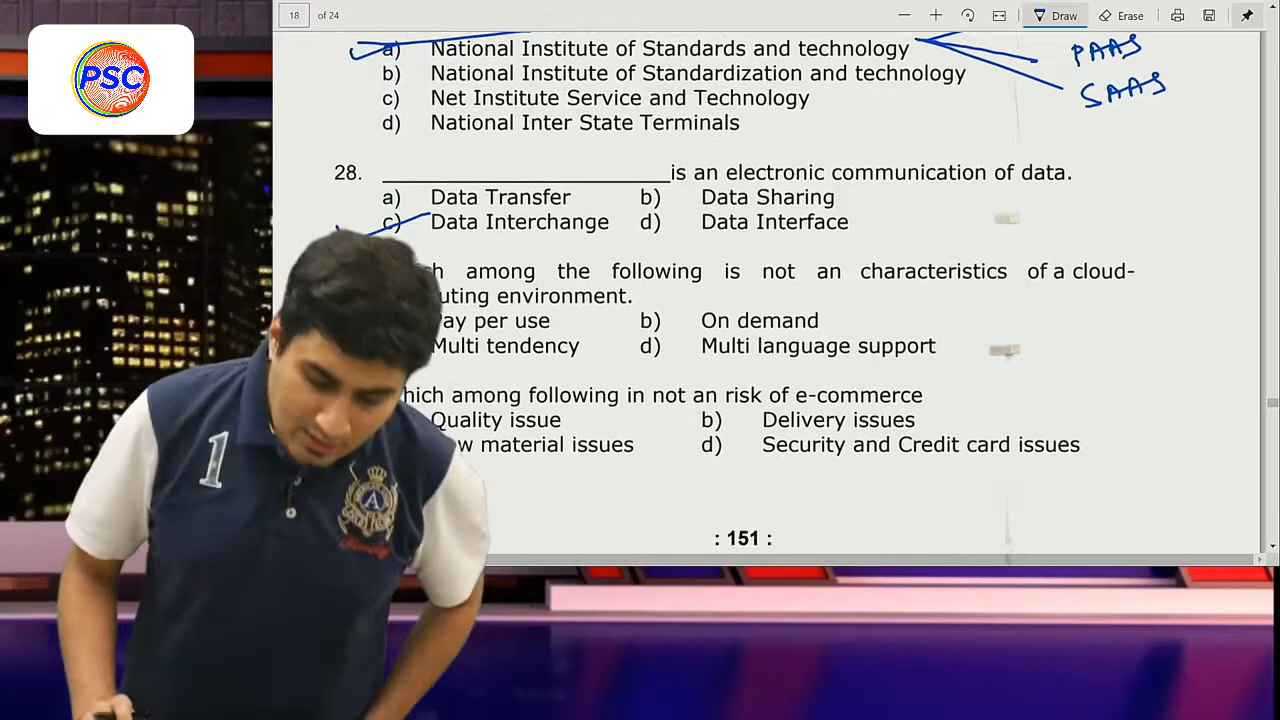 18 of 24
Draw
Erase
PSC
a) National Institute of Standards and technology
PAAS
b) National Institute of Standardization and technology
SAAS
c) Net Institute Service and Technology
d) National Inter State Terminals
28. ______________________is an electronic communication of data.
a) Data Transfer b) Data Sharing
c) Data Interchange d) Data Interface
among the following is not an characteristics of a cloud-
environment.
per use b) On demand
Multi tendency d) Multi language support
among following in not an risk of e-commerce
Quality issue b) Delivery issues
material issues d) Security and Credit card issues
: 151 :
1
A